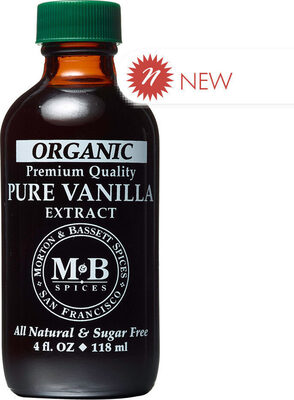 n NEW
ORGANIC
Premium Quality
PURE VANILLA
EXTRACT
MORTON & BASSETT SPICES
M&B
SPICES
SAN FRANCISCO
All Natural & Sugar Free
4 fl. OZ ◆ 118 ml